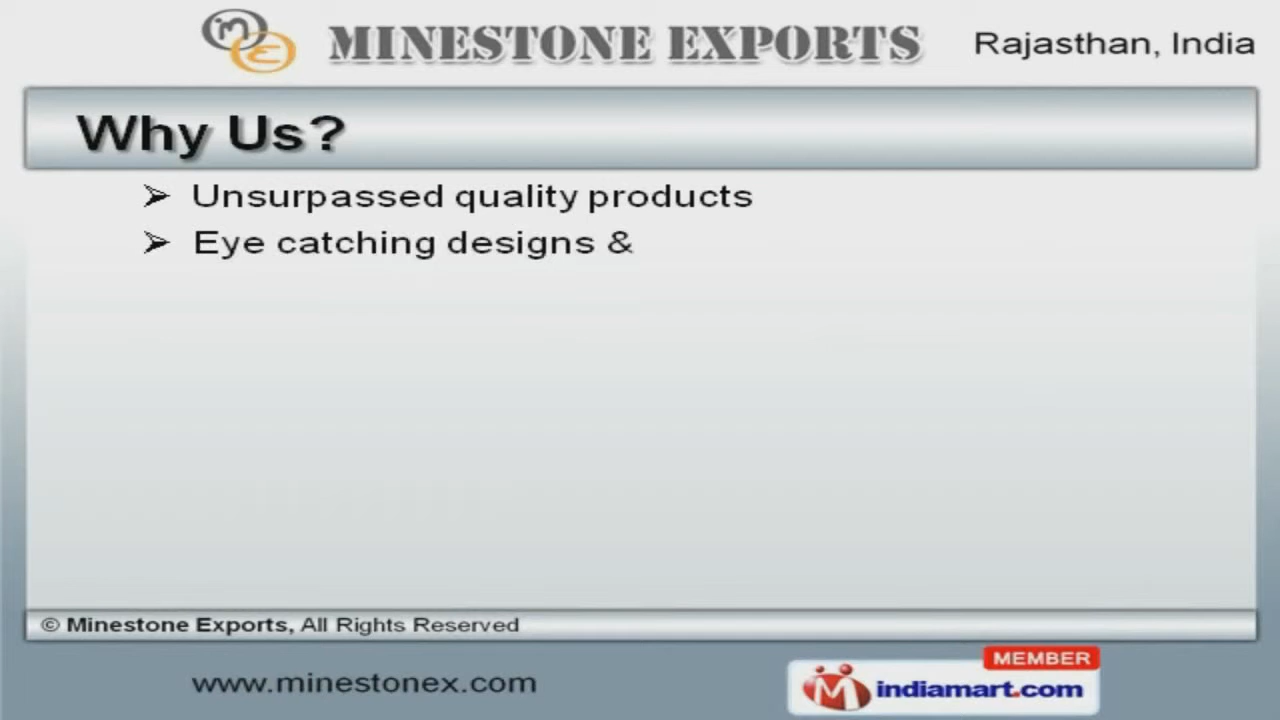 MINESTONE EXPORTS
Rajasthan, India
Why Us?
➢ Unsurpassed quality products
➢ Eye catching designs &
© Minestone Exports, All Rights Reserved
www.minestonex.com
MEMBER
indiamart.com